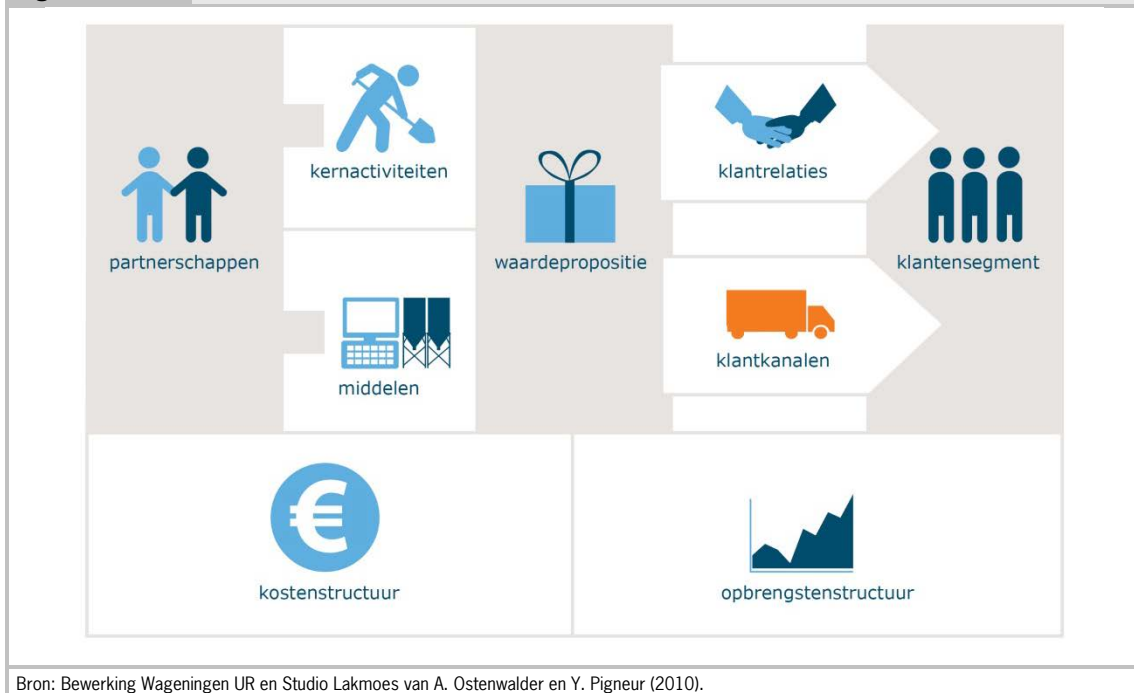 kernactiviteiten
klantrelaties
partnerschappen
waardepropositie
klantensegment
klantkanalen
middelen
€
kostenstructuur
opbrengstenstructuur
Bron: Bewerking Wageningen UR en Studio Lakmoes van A. Ostenwalder en Y. Pigneur (2010).